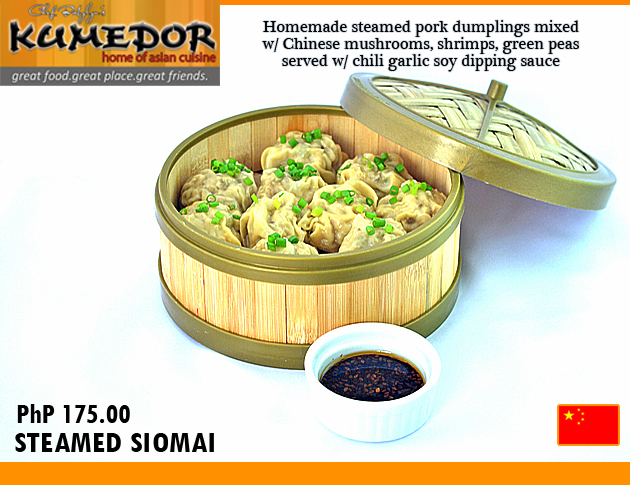 Chef
KUMEDOR
home of asian cuisine
great food.great place.great friends.
Homemade steamed pork dumplings mixed
w/ Chinese mushrooms, shrimps, green peas
served w/ chili garlic soy dipping sauce
PhP 175.00
STEAMED SIOMAI